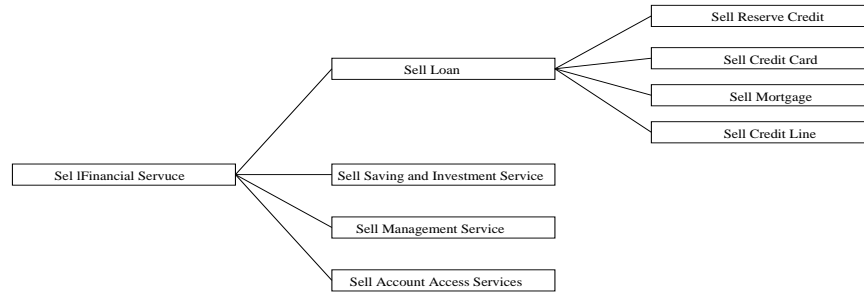 Sell Reserve Credit
Sell Loan
Sell Credit Card
Sell Mortgage
Sell Credit Line
Sel lFinancial Servuce
Sell Saving and Investment Service
Sell Management Service
Sell Account Access Services